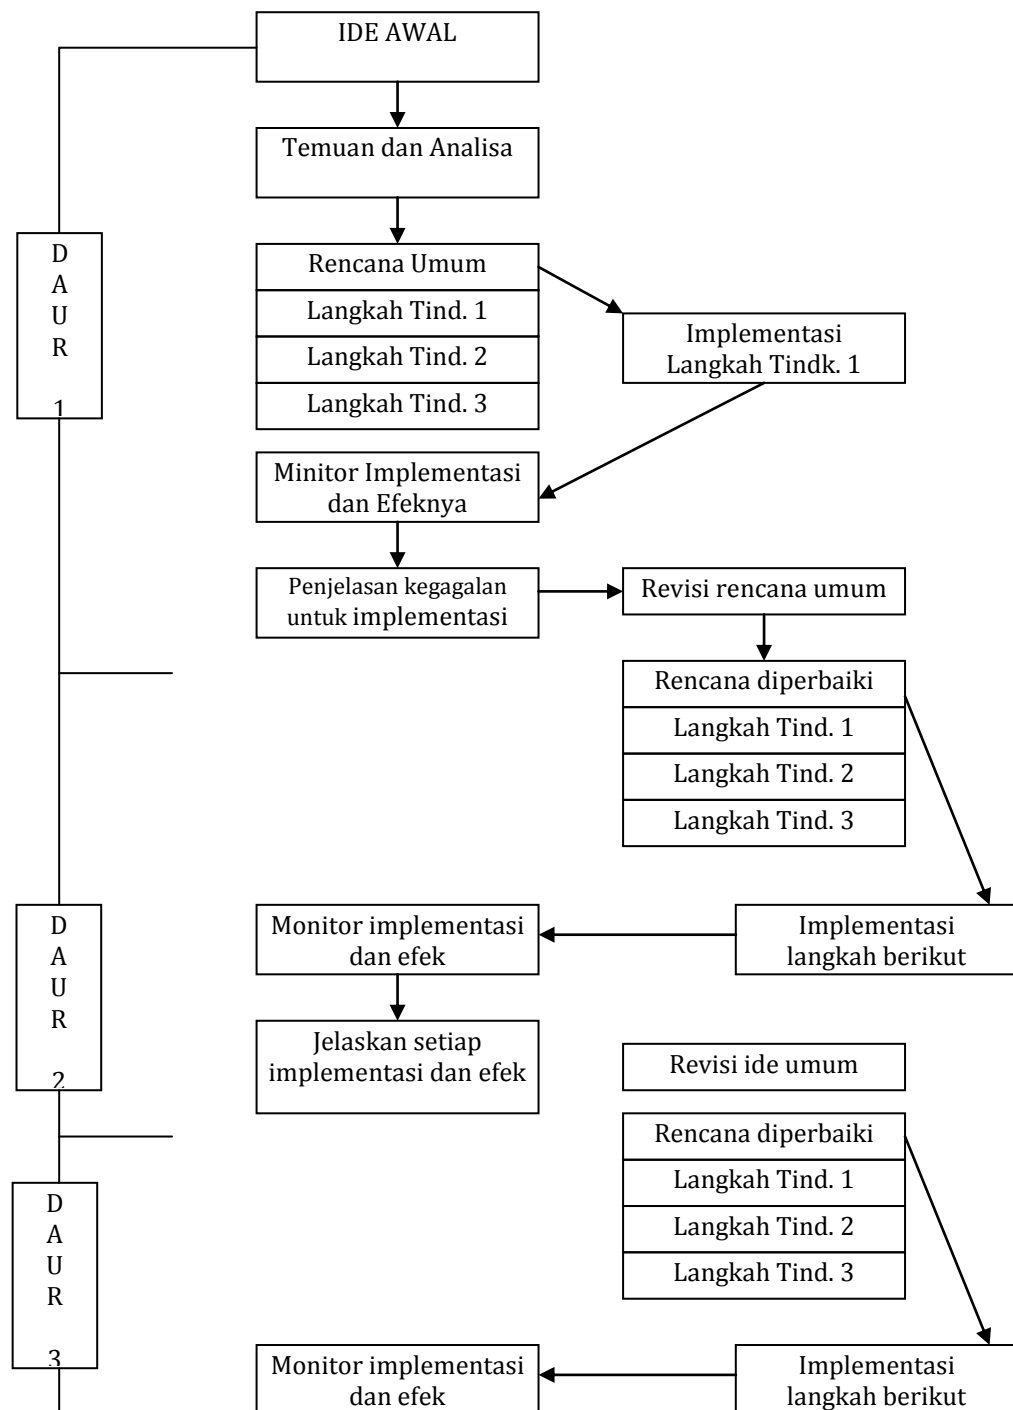 IDE AWAL
Temuan dan Analisa
D
A
U
R
1
Rencana Umum
Langkah Tind. 1
Langkah Tind. 2
Langkah Tind. 3
Implementasi
Langkah Tindk. 1
Minitor Implementasi
dan Efeknya
Penjelasan kegagalan
untuk implementasi
Revisi rencana umum
Rencana diperbaiki
Langkah Tind. 1
Langkah Tind. 2
Langkah Tind. 3
D
A
U
R
2
Monitor implementasi
dan efek
Implementasi
langkah berikut
Jelaskan setiap
implementasi dan efek
Revisi ide umum
Rencana diperbaiki
Langkah Tind. 1
Langkah Tind. 2
Langkah Tind. 3
D
A
U
R
3
Monitor implementasi
dan efek
Implementasi
langkah berikut